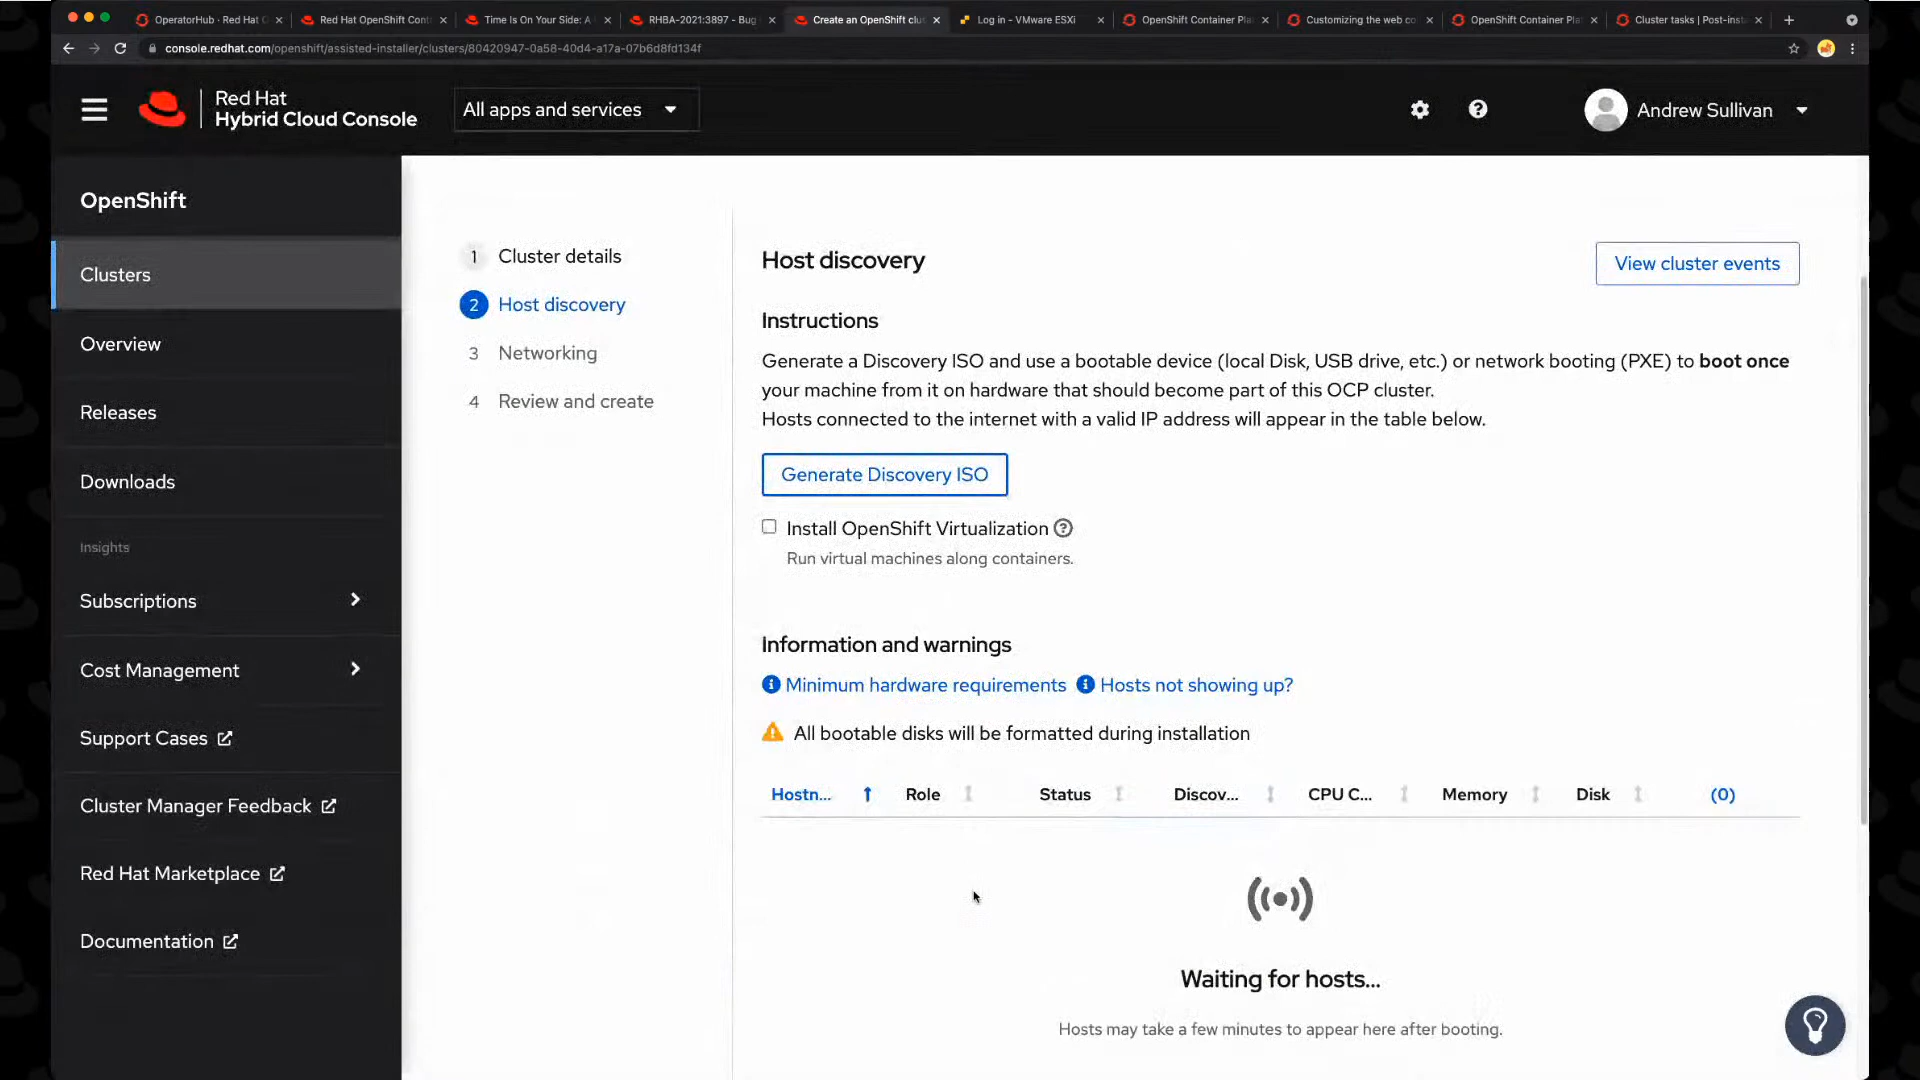 OperatorHub · Red Hat O
Red Hat OpenShift Cont
Time Is On Your Side: A
RHBA-2021:3897 - Bug
Create an OpenShift clu
Log in - VMware ESXi
OpenShift Container Pla
Customizing the web co
OpenShift Container Pla
Cluster tasks | Post-inst
console.redhat.com/openshift/assisted-installer/clusters/80420947-0a58-40d4-a17a-07b6d8fd134f
Red Hat
Hybrid Cloud Console
All apps and services
Andrew Sullivan
OpenShift
Clusters
Overview
Releases
Downloads
Insights
Subscriptions
Cost Management
Support Cases
Cluster Manager Feedback
Red Hat Marketplace
Documentation
1 Cluster details
2 Host discovery
3 Networking
4 Review and create
Host discovery
View cluster events
Instructions
Generate a Discovery ISO and use a bootable device (local Disk, USB drive, etc.) or network booting (PXE) to boot once
your machine from it on hardware that should become part of this OCP cluster.
Hosts connected to the internet with a valid IP address will appear in the table below.
Generate Discovery ISO
Install OpenShift Virtualization
Run virtual machines along containers.
Information and warnings
Minimum hardware requirements Hosts not showing up?
All bootable disks will be formatted during installation
Hostn... Role Status Discov... CPU C... Memory Disk (0)
Waiting for hosts...
Hosts may take a few minutes to appear here after booting.